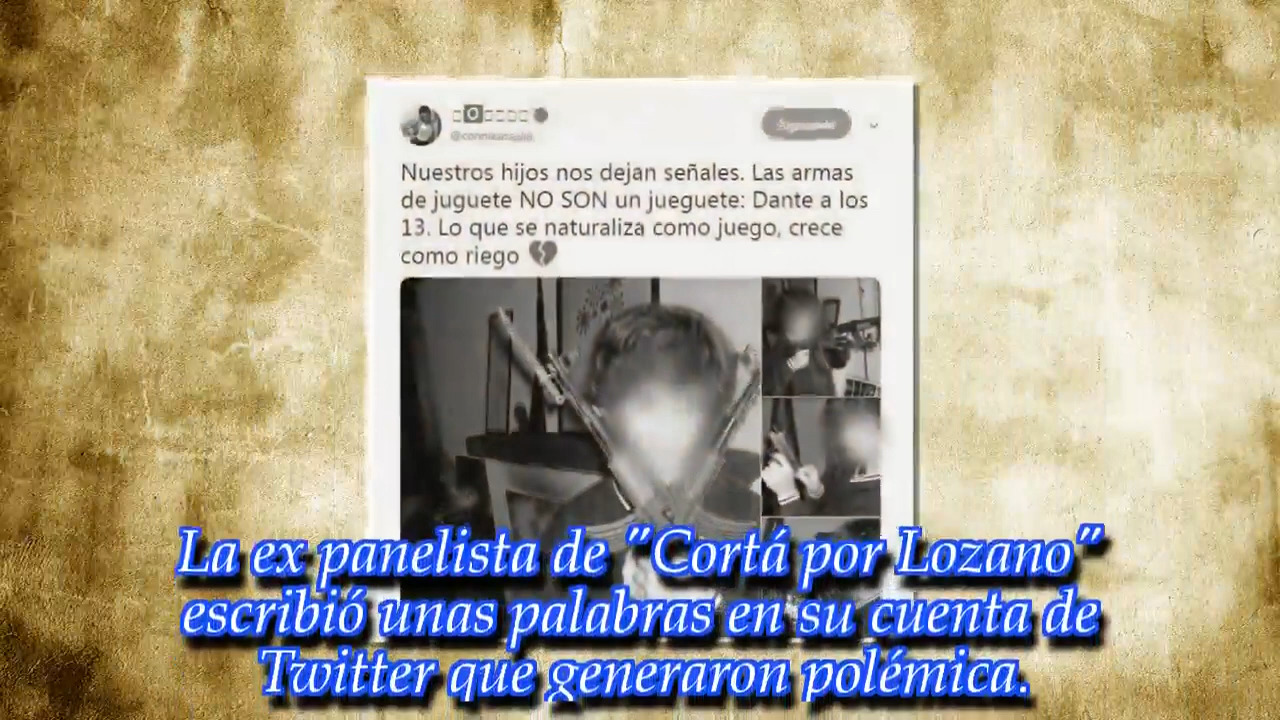 Nuestros hijos nos dejan señales. Las armas
de juguete NO SON un jueguete: Dante a los
13. Lo que se naturaliza como juego, crece
como riego 💔
La ex panelista de "Cortá por Lozano"
escribió unas palabras en su cuenta de
Twitter que generaron polémica.